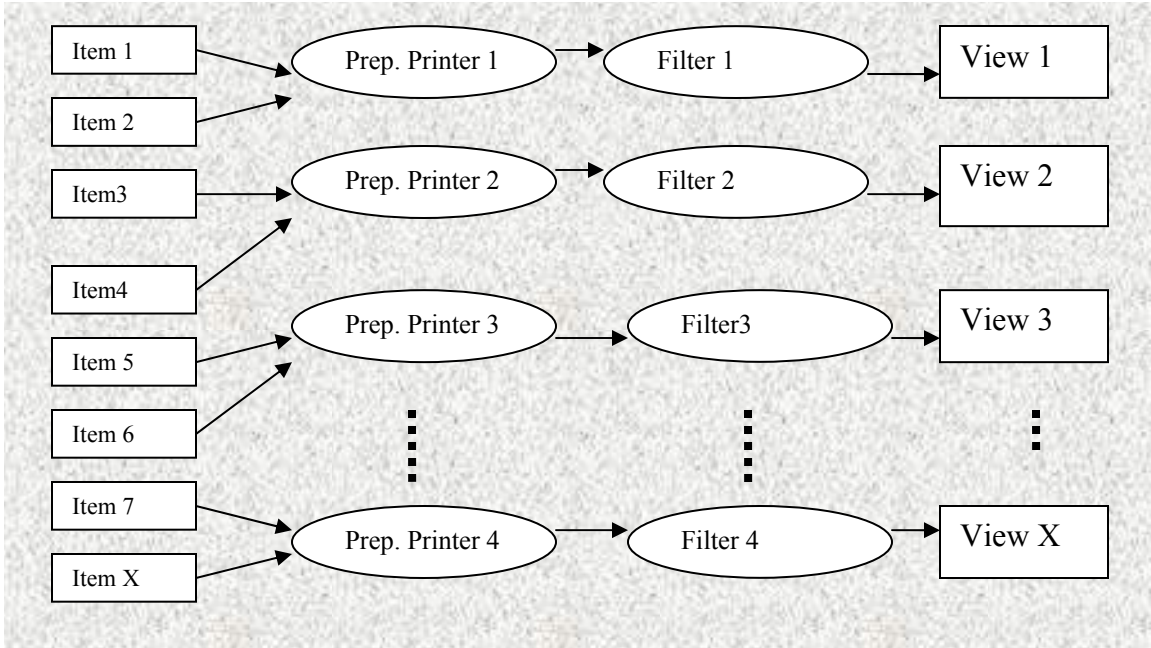 Item 1
Prep. Printer 1
Filter 1
View 1
Item 2
Item3
Prep. Printer 2
Filter 2
View 2
Item4
Prep. Printer 3
Filter3
View 3
Item 5
Item 6
Item 7
Prep. Printer 4
Filter 4
View X
Item X